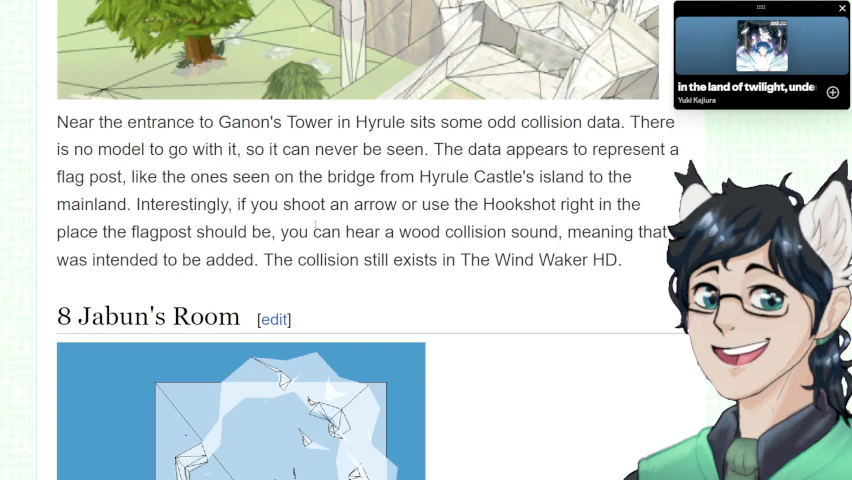 in the land of twilight, unde
Yuki Kajiura
Near the entrance to Ganon's Tower in Hyrule sits some odd collision data. There
is no model to go with it, so it can never be seen. The data appears to represent a
flag post, like the ones seen on the bridge from Hyrule Castle's island to the
mainland. Interestingly, if you shoot an arrow or use the Hookshot right in the
place the flagpost should be, you can hear a wood collision sound, meaning that
was intended to be added. The collision still exists in The Wind Waker HD.
8 Jabun's Room [edit]